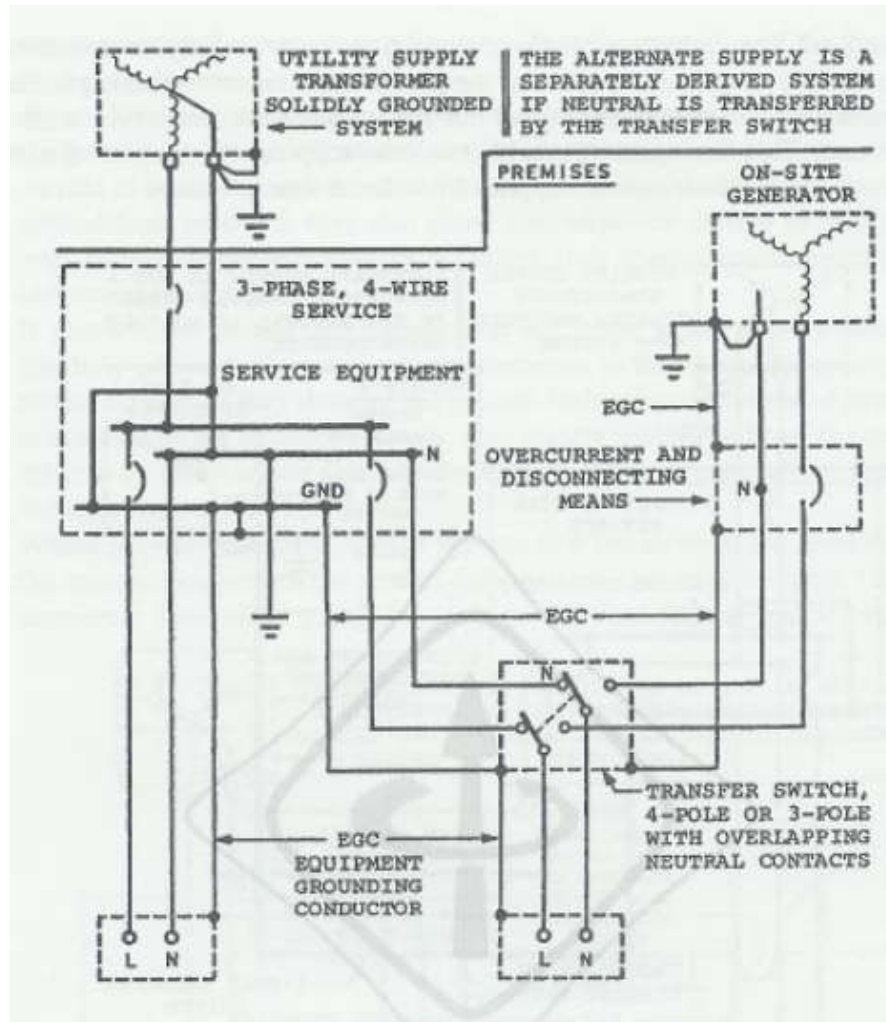 UTILITY SUPPLY
TRANSFORMER
SOLIDLY GROUNDED
SYSTEM
THE ALTERNATE SUPPLY IS A
SEPARATELY DERIVED SYSTEM
IF NEUTRAL IS TRANSFERRED
BY THE TRANSFER SWITCH
PREMISES
ON-SITE
GENERATOR
3-PHASE, 4-WIRE
SERVICE
SERVICE EQUIPMENT
N
GND
EGC
OVERCURRENT AND
DISCONNECTING
MEANS
N
EGC
N
TRANSFER SWITCH,
4-POLE OR 3-POLE
WITH OVERLAPPING
NEUTRAL CONTACTS
EGC
EQUIPMENT
GROUNDING
CONDUCTOR
L N
L N